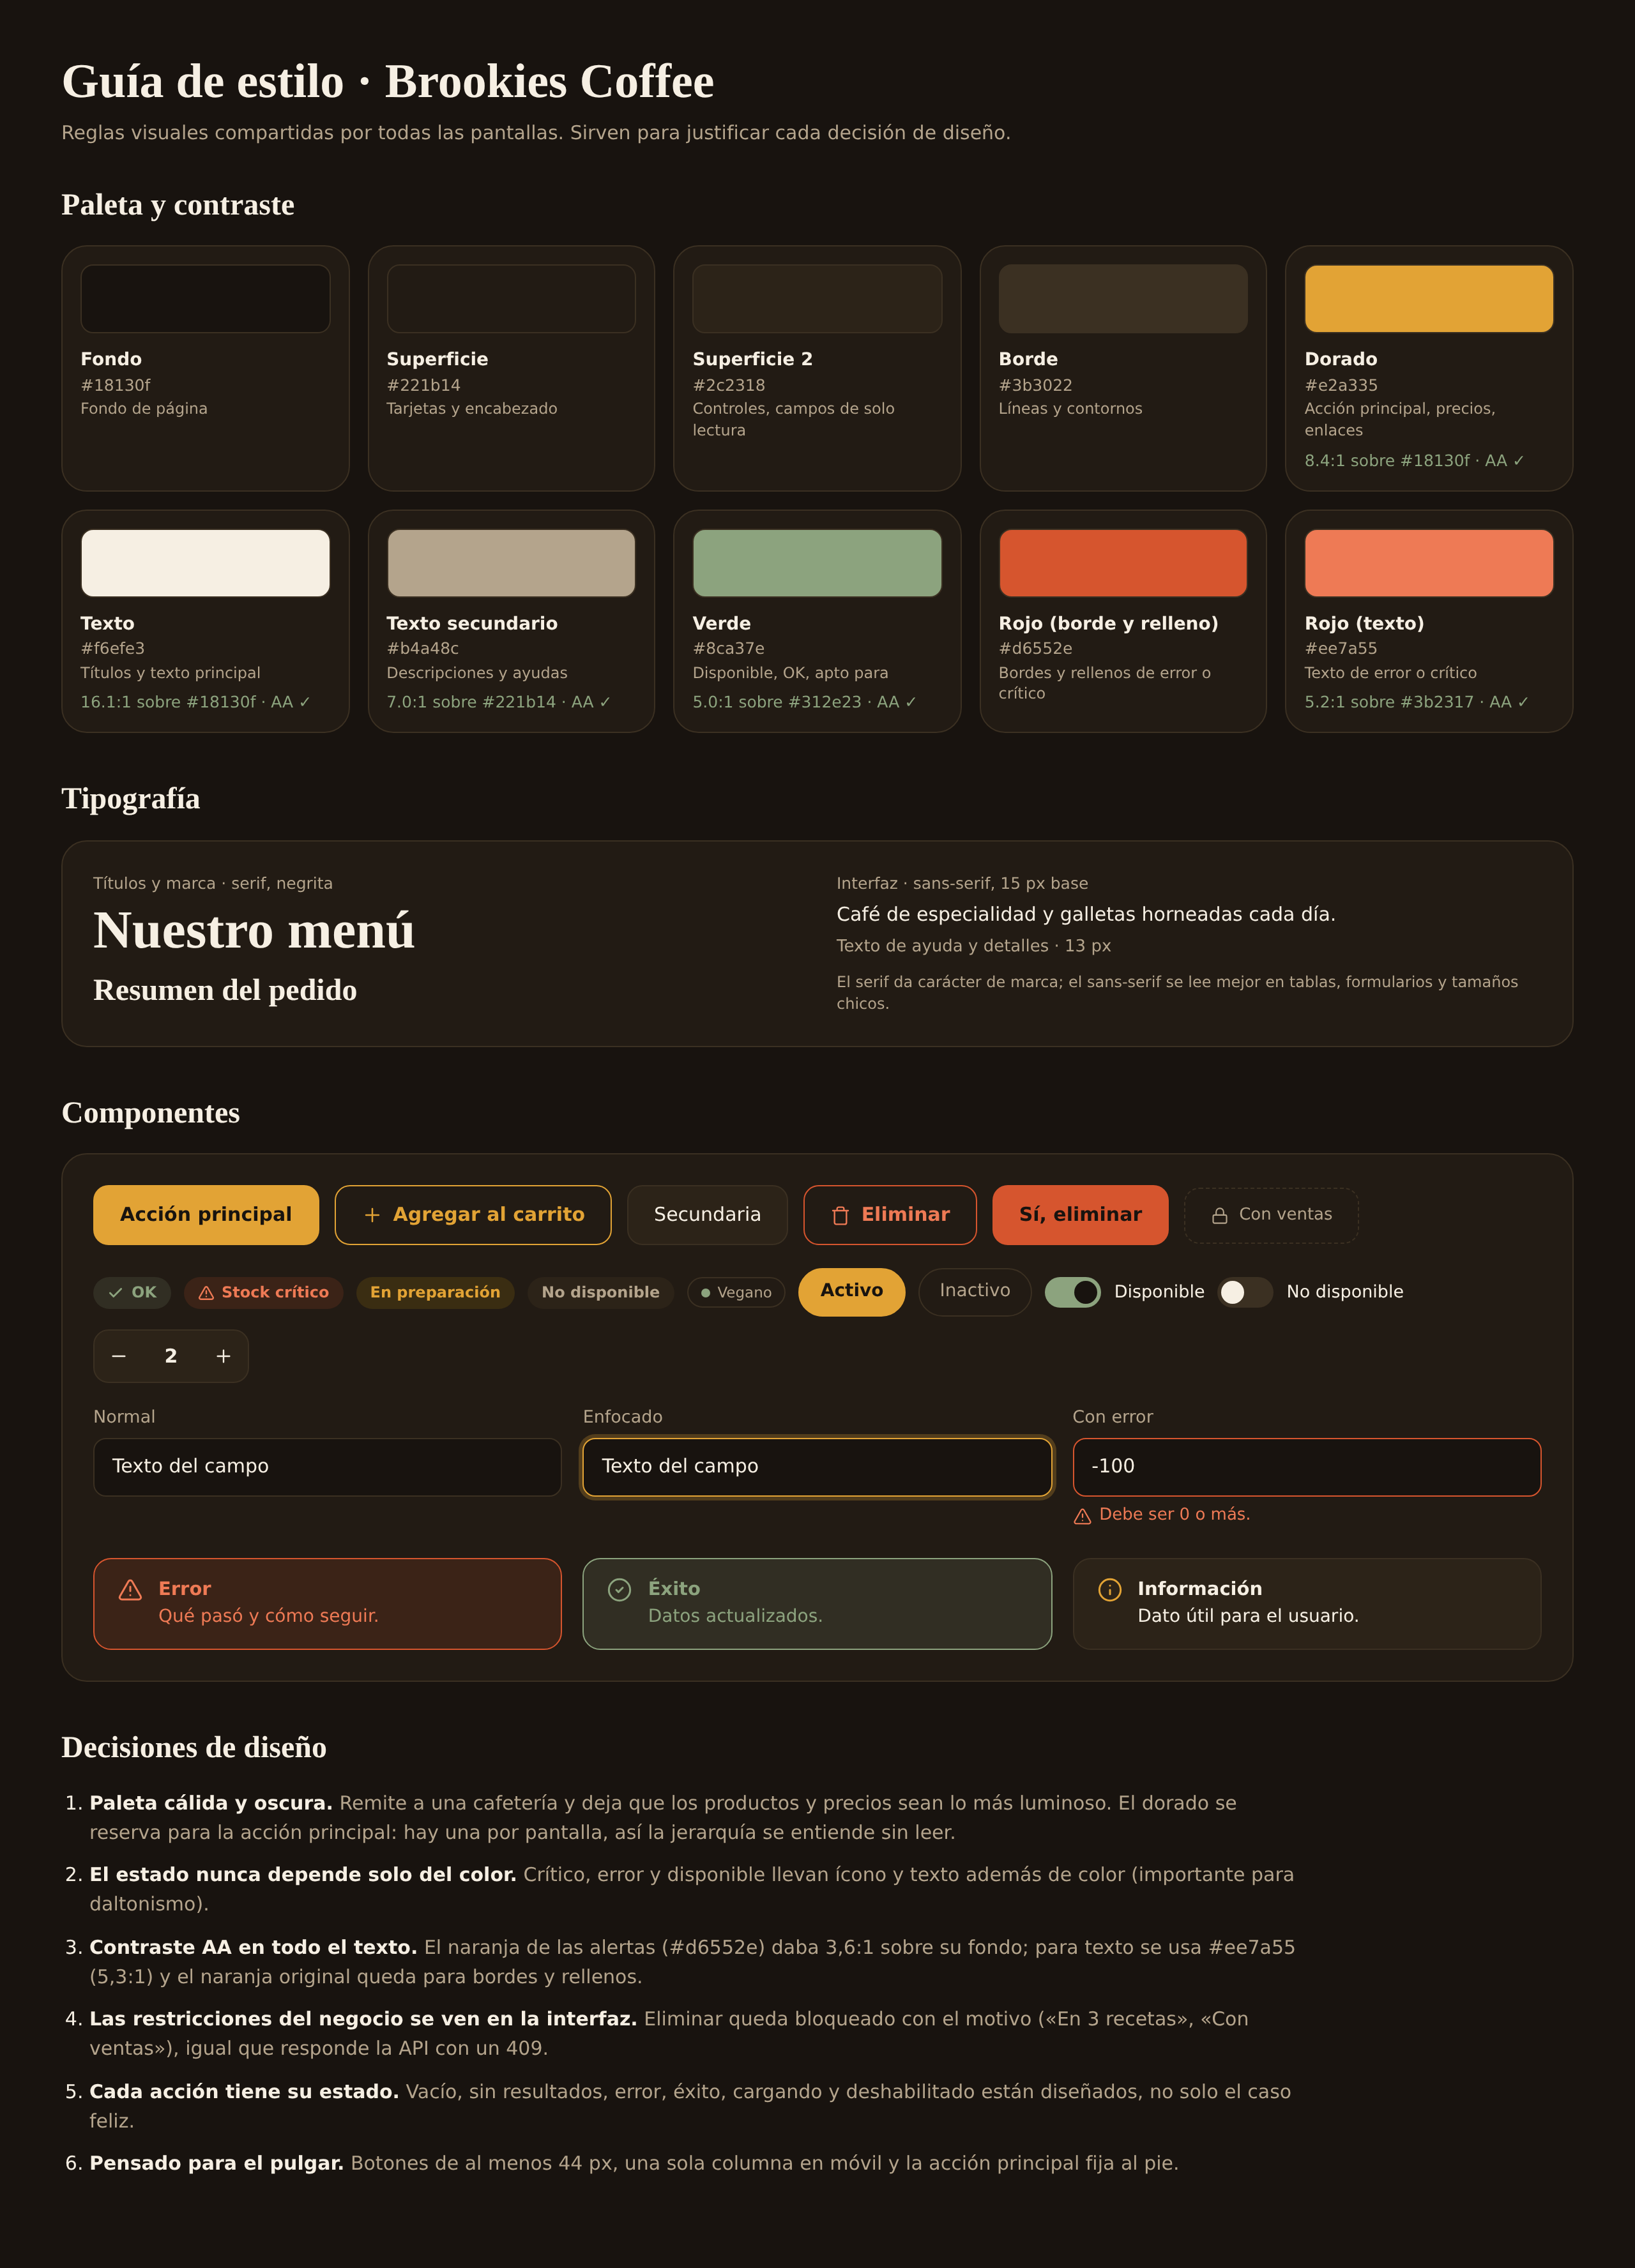 Guía de estilo · Brookies Coffee
Reglas visuales compartidas por todas las pantallas. Sirven para justificar cada decisión de diseño.
Paleta y contraste
Fondo
#18130f
Fondo de página
Superficie
#221b14
Tarjetas y encabezado
Superficie 2
#2c2318
Controles, campos de solo
lectura
Borde
#3b3022
Líneas y contornos
Dorado
#e2a335
Acción principal, precios,
enlaces
8.4:1 sobre #18130f · AA ✓
Texto
#f6efe3
Títulos y texto principal
16.1:1 sobre #18130f · AA ✓
Texto secundario
#b4a48c
Descripciones y ayudas
7.0:1 sobre #221b14 · AA ✓
Verde
#8ca37e
Disponible, OK, apto para
5.0:1 sobre #312e23 · AA ✓
Rojo (borde y relleno)
#d6552e
Bordes y rellenos de error o
crítico
Rojo (texto)
#ee7a55
Texto de error o crítico
5.2:1 sobre #3b2317 · AA ✓
Tipografía
Títulos y marca · serif, negrita
Nuestro menú
Resumen del pedido
Interfaz · sans-serif, 15 px base
Café de especialidad y galletas horneadas cada día.
Texto de ayuda y detalles · 13 px
El serif da carácter de marca; el sans-serif se lee mejor en tablas, formularios y tamaños
chicos.
Componentes
Acción principal
+ Agregar al carrito
Secundaria
Eliminar
Sí, eliminar
Con ventas
✓ OK
Stock crítico
En preparación
No disponible
Vegano
Activo
Inactivo
Disponible
No disponible
− 2 +
Normal
Texto del campo
Enfocado
Texto del campo
Con error
-100
Debe ser 0 o más.
Error
Qué pasó y cómo seguir.
Éxito
Datos actualizados.
Información
Dato útil para el usuario.
Decisiones de diseño
1. Paleta cálida y oscura. Remite a una cafetería y deja que los productos y precios sean lo más luminoso. El dorado se
reserva para la acción principal: hay una por pantalla, así la jerarquía se entiende sin leer.
2. El estado nunca depende solo del color. Crítico, error y disponible llevan ícono y texto además de color (importante para
daltonismo).
3. Contraste AA en todo el texto. El naranja de las alertas (#d6552e) daba 3,6:1 sobre su fondo; para texto se usa #ee7a55
(5,3:1) y el naranja original queda para bordes y rellenos.
4. Las restricciones del negocio se ven en la interfaz. Eliminar queda bloqueado con el motivo («En 3 recetas», «Con
ventas»), igual que responde la API con un 409.
5. Cada acción tiene su estado. Vacío, sin resultados, error, éxito, cargando y deshabilitado están diseñados, no solo el caso
feliz.
6. Pensado para el pulgar. Botones de al menos 44 px, una sola columna en móvil y la acción principal fija al pie.